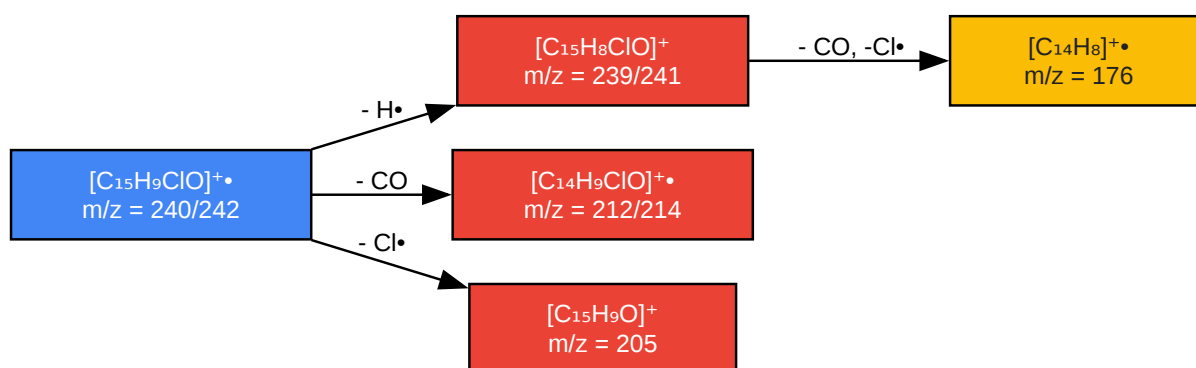 [C₁₅H₈ClO]⁺
m/z = 239/241
- CO, -Cl•
[C₁₄H₈]⁺•
m/z = 176
- H•
[C₁₅H₉ClO]⁺•
m/z = 240/242
- CO
[C₁₄H₉ClO]⁺•
m/z = 212/214
- Cl•
[C₁₅H₉O]⁺
m/z = 205